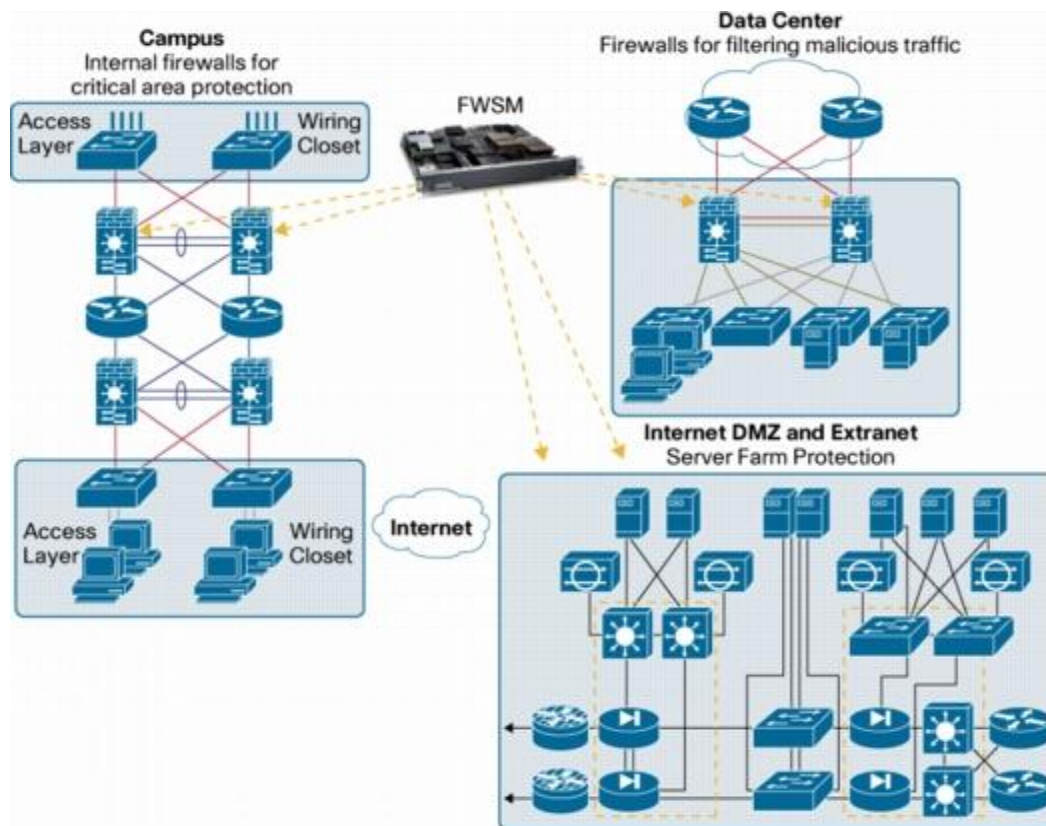 Campus
Internal firewalls for
critical area protection
Access
Layer
Wiring
Closet
FWSM
Data Center
Firewalls for filtering malicious traffic
Access
Layer
Wiring
Closet
Internet
Internet DMZ and Extranet
Server Farm Protection